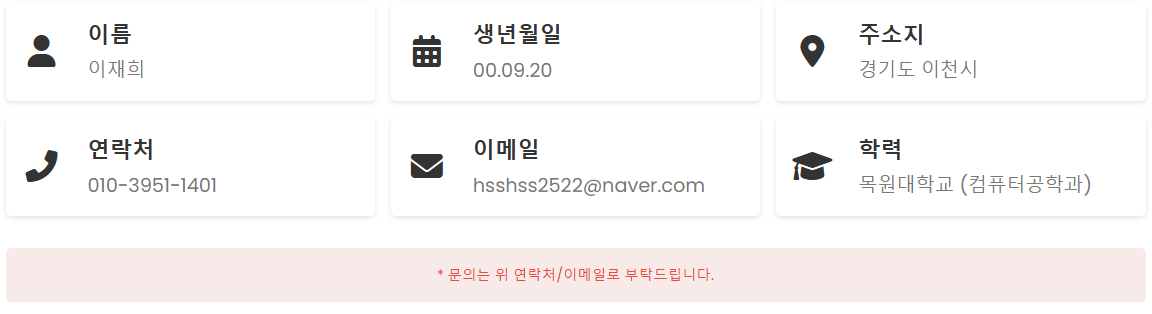 이름
이재희
생년월일
00.09.20
주소지
경기도 이천시
연락처
010-3951-1401
이메일
hsshss2522@naver.com
학력
목원대학교 (컴퓨터공학과)
* 문의는 위 연락처/이메일로 부탁드립니다.